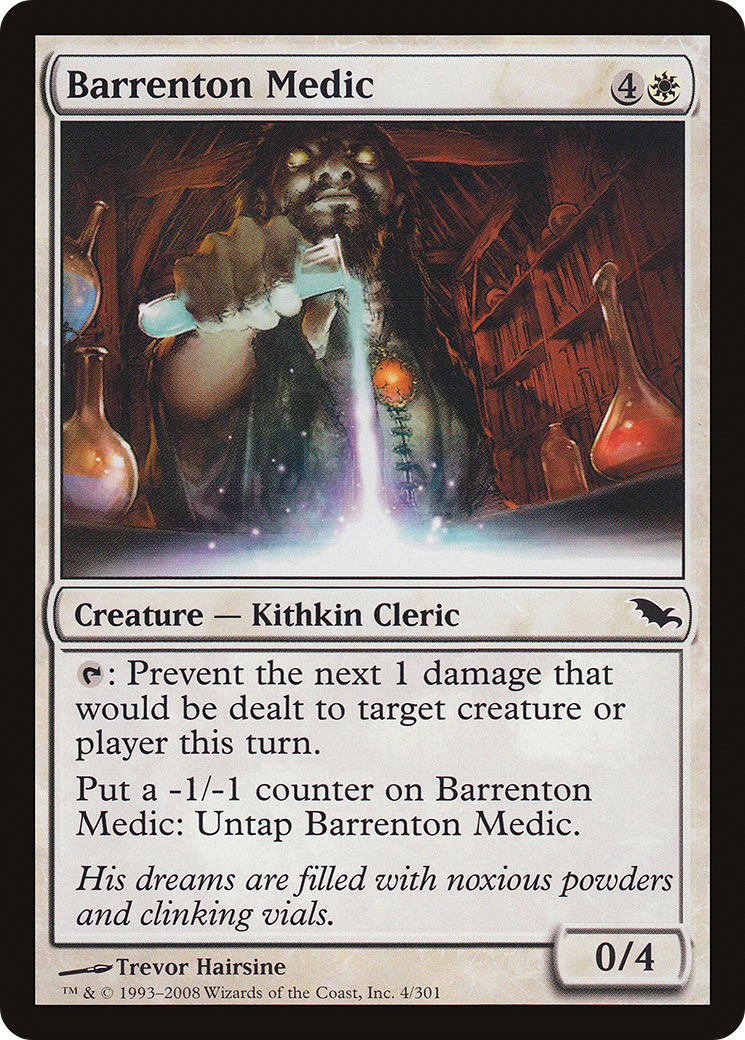 Barrenton Medic 4
Creature — Kithkin Cleric
: Prevent the next 1 damage that
would be dealt to target creature or
player this turn.
Put a -1/-1 counter on Barrenton
Medic: Untap Barrenton Medic.
His dreams are filled with noxious powders
and clinking vials.
0/4
Trevor Hairsine
™ & © 1993–2008 Wizards of the Coast, Inc. 4/301